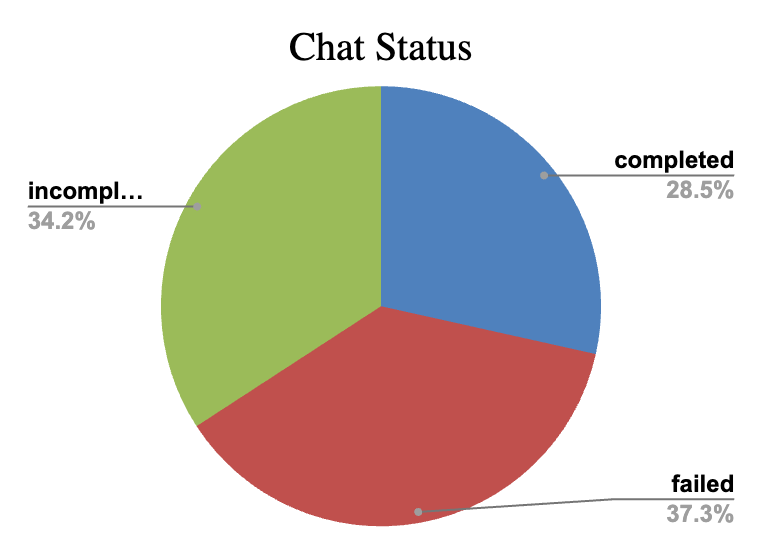 Chat Status
completed
28.5%
incompl…
34.2%
failed
37.3%